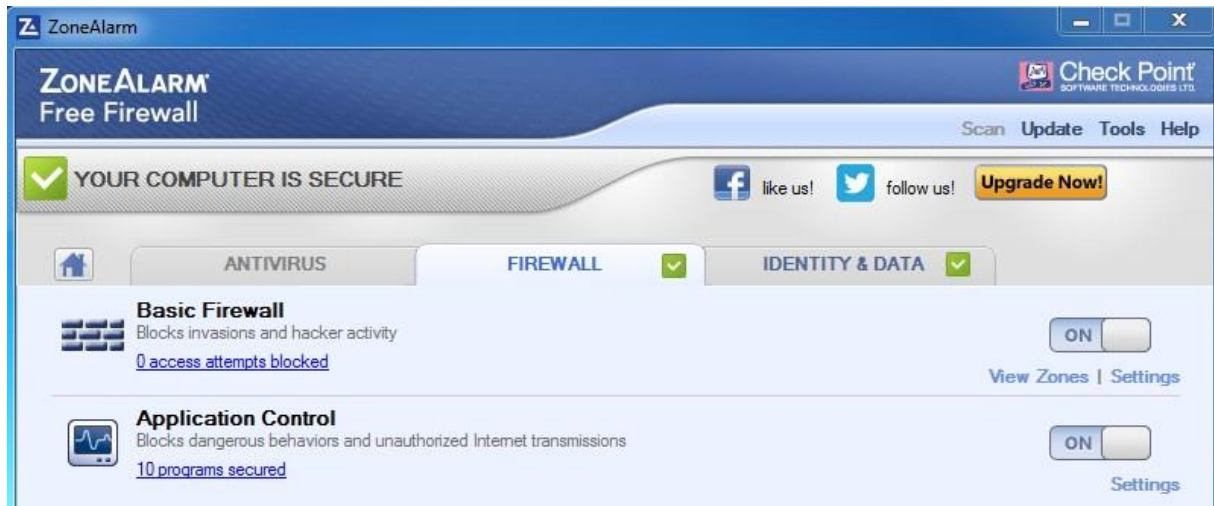 ZoneAlarm
ZONEALARM
Free Firewall
Check Point
SOFTWARE TECHNOLOGIES LTD.
Scan Update Tools Help
YOUR COMPUTER IS SECURE
like us! follow us! Upgrade Now!
ANTIVIRUS FIREWALL IDENTITY & DATA
Basic Firewall
Blocks invasions and hacker activity
0 access attempts blocked
ON
View Zones | Settings
Application Control
Blocks dangerous behaviors and unauthorized Internet transmissions
10 programs secured
ON
Settings